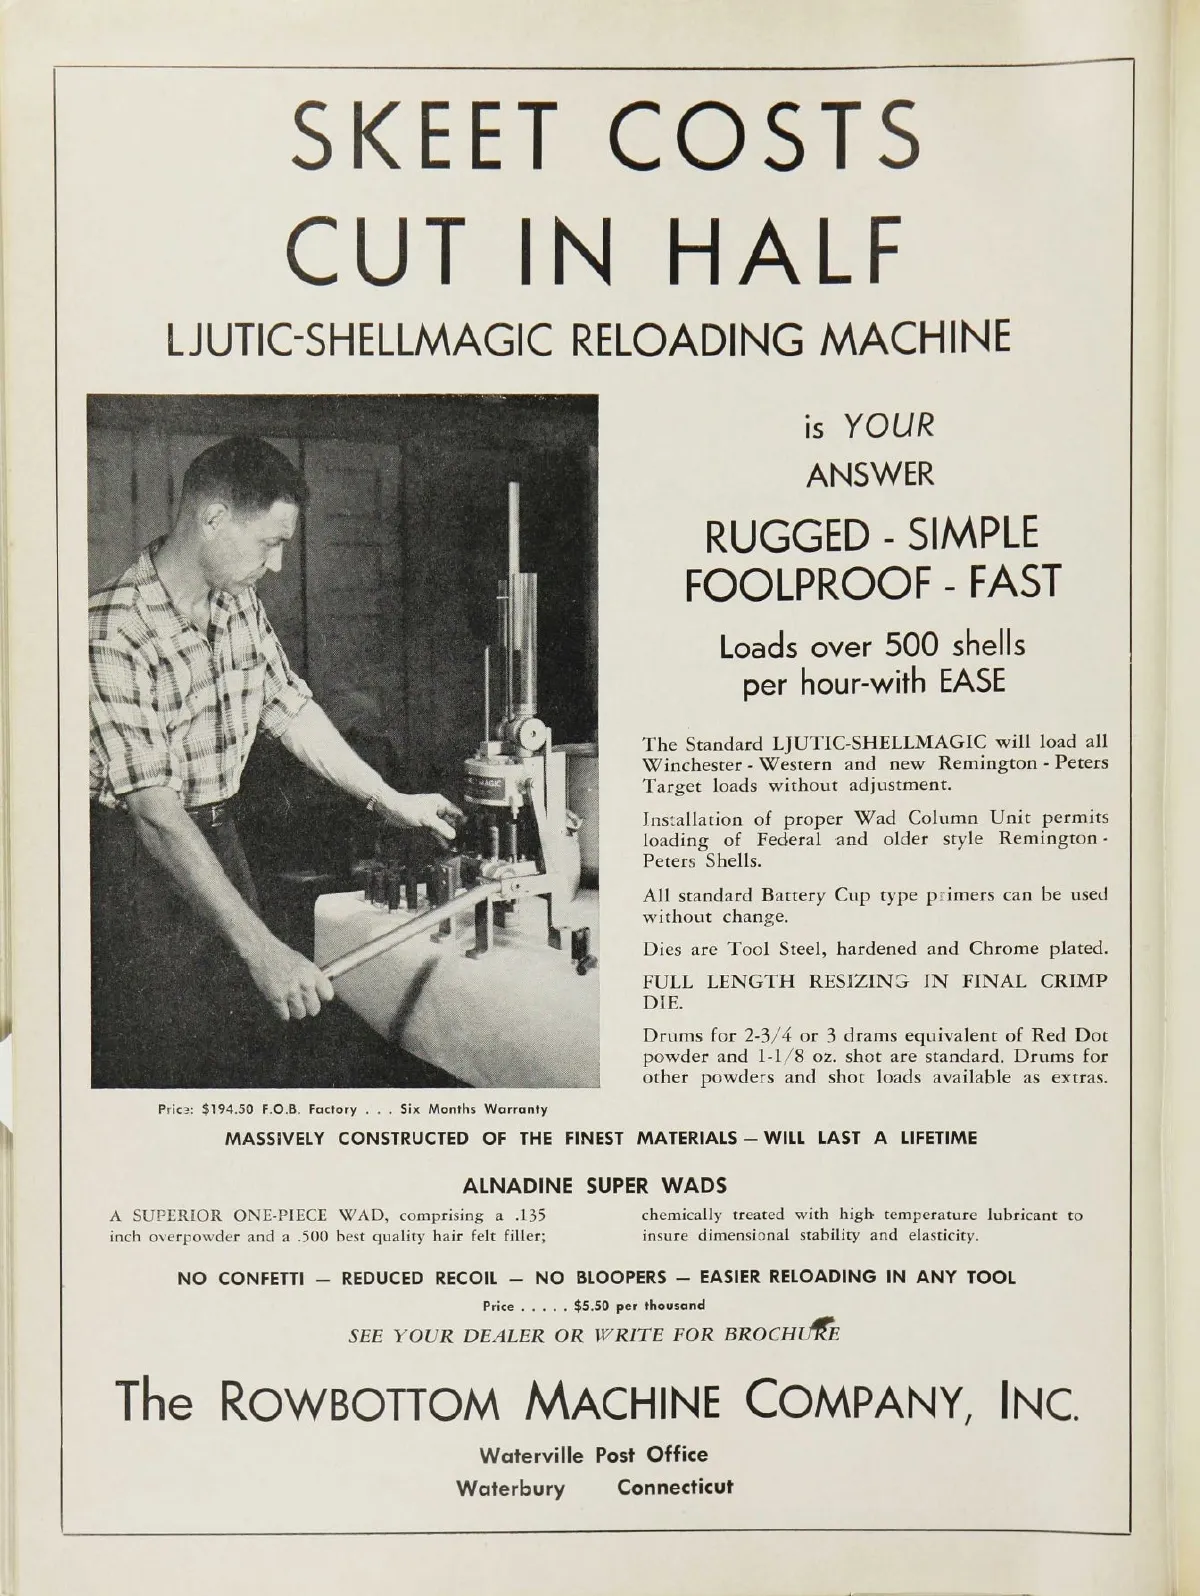 SKEET COSTS
CUT IN HALF
LJUTIC-SHELLMAGIC RELOADING MACHINE
is YOUR
ANSWER
RUGGED - SIMPLE
FOOLPROOF - FAST
Loads over 500 shells
per hour-with EASE
The Standard LJUTIC-SHELLMAGIC will load all
Winchester - Western and new Remington - Peters
Target loads without adjustment.
Installation of proper Wad Column Unit permits
loading of Federal and older style Remington -
Peters Shells.
All standard Battery Cup type primers can be used
without change.
Dies are Tool Steel, hardened and Chrome plated.
FULL LENGTH RESIZING IN FINAL CRIMP
DIE.
Drums for 2-3/4 or 3 drams equivalent of Red Dot
powder and 1-1/8 oz. shot are standard. Drums for
other powders and shot loads available as extras.
Price: $194.50 F.O.B. Factory . . . Six Months Warranty
MASSIVELY CONSTRUCTED OF THE FINEST MATERIALS — WILL LAST A LIFETIME
ALNADINE SUPER WADS
A SUPERIOR ONE-PIECE WAD, comprising a .135
inch overpowder and a .500 best quality hair felt filler;
chemically treated with high temperature lubricant to
insure dimensional stability and elasticity.
NO CONFETTI — REDUCED RECOIL — NO BLOOPERS — EASIER RELOADING IN ANY TOOL
Price . . . . . $5.50 per thousand
SEE YOUR DEALER OR WRITE FOR BROCHURE
The ROWBOTTOM MACHINE COMPANY, INC.
Waterville Post Office
Waterbury Connecticut